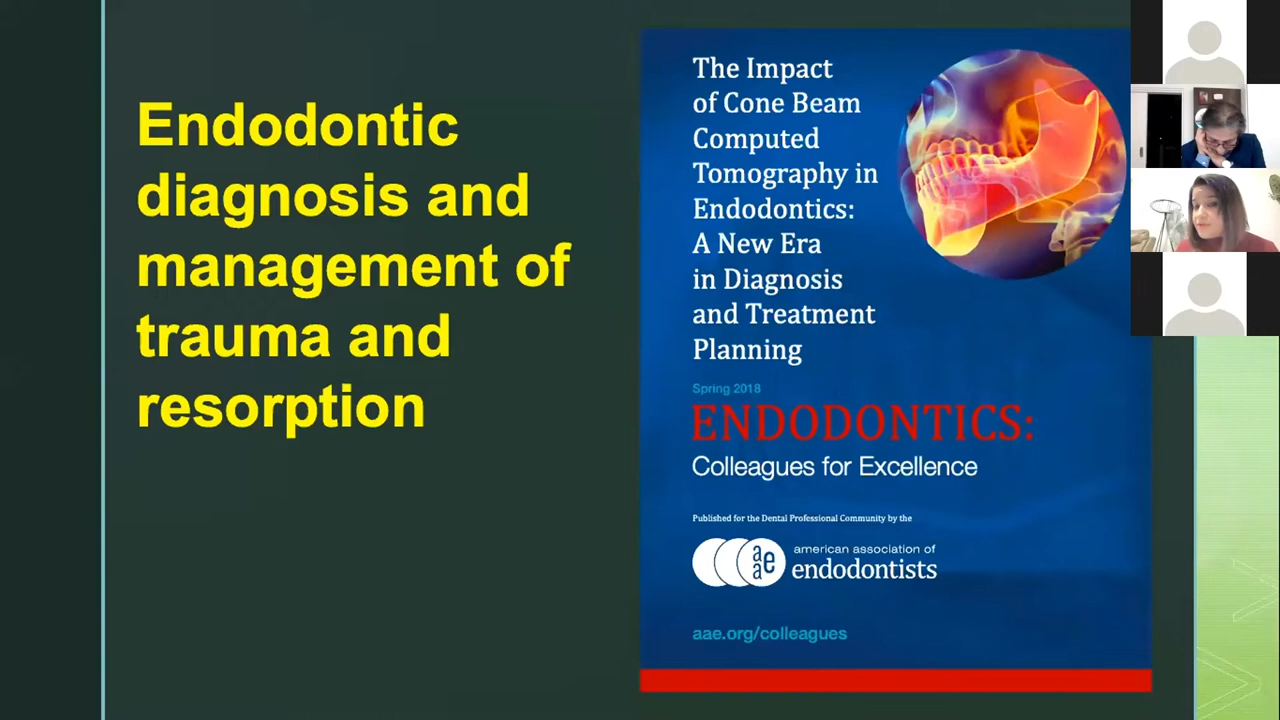 Endodontic
diagnosis and
management of
trauma and
resorption
The Impact
of Cone Beam
Computed
Tomography in
Endodontics:
A New Era
in Diagnosis
and Treatment
Planning
Spring 2018
ENDODONTICS:
Colleagues for Excellence
Published for the Dental Professional Community by the
aae
american association of
endodontists
aae.org/colleagues